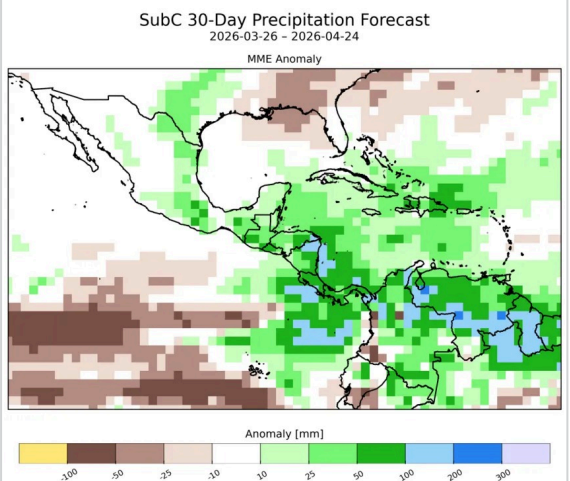 SubC 30-Day Precipitation Forecast
2026-03-26 – 2026-04-24
MME Anomaly
Anomaly [mm]
-100 -50 -25 -10 10 25 50 100 200 300